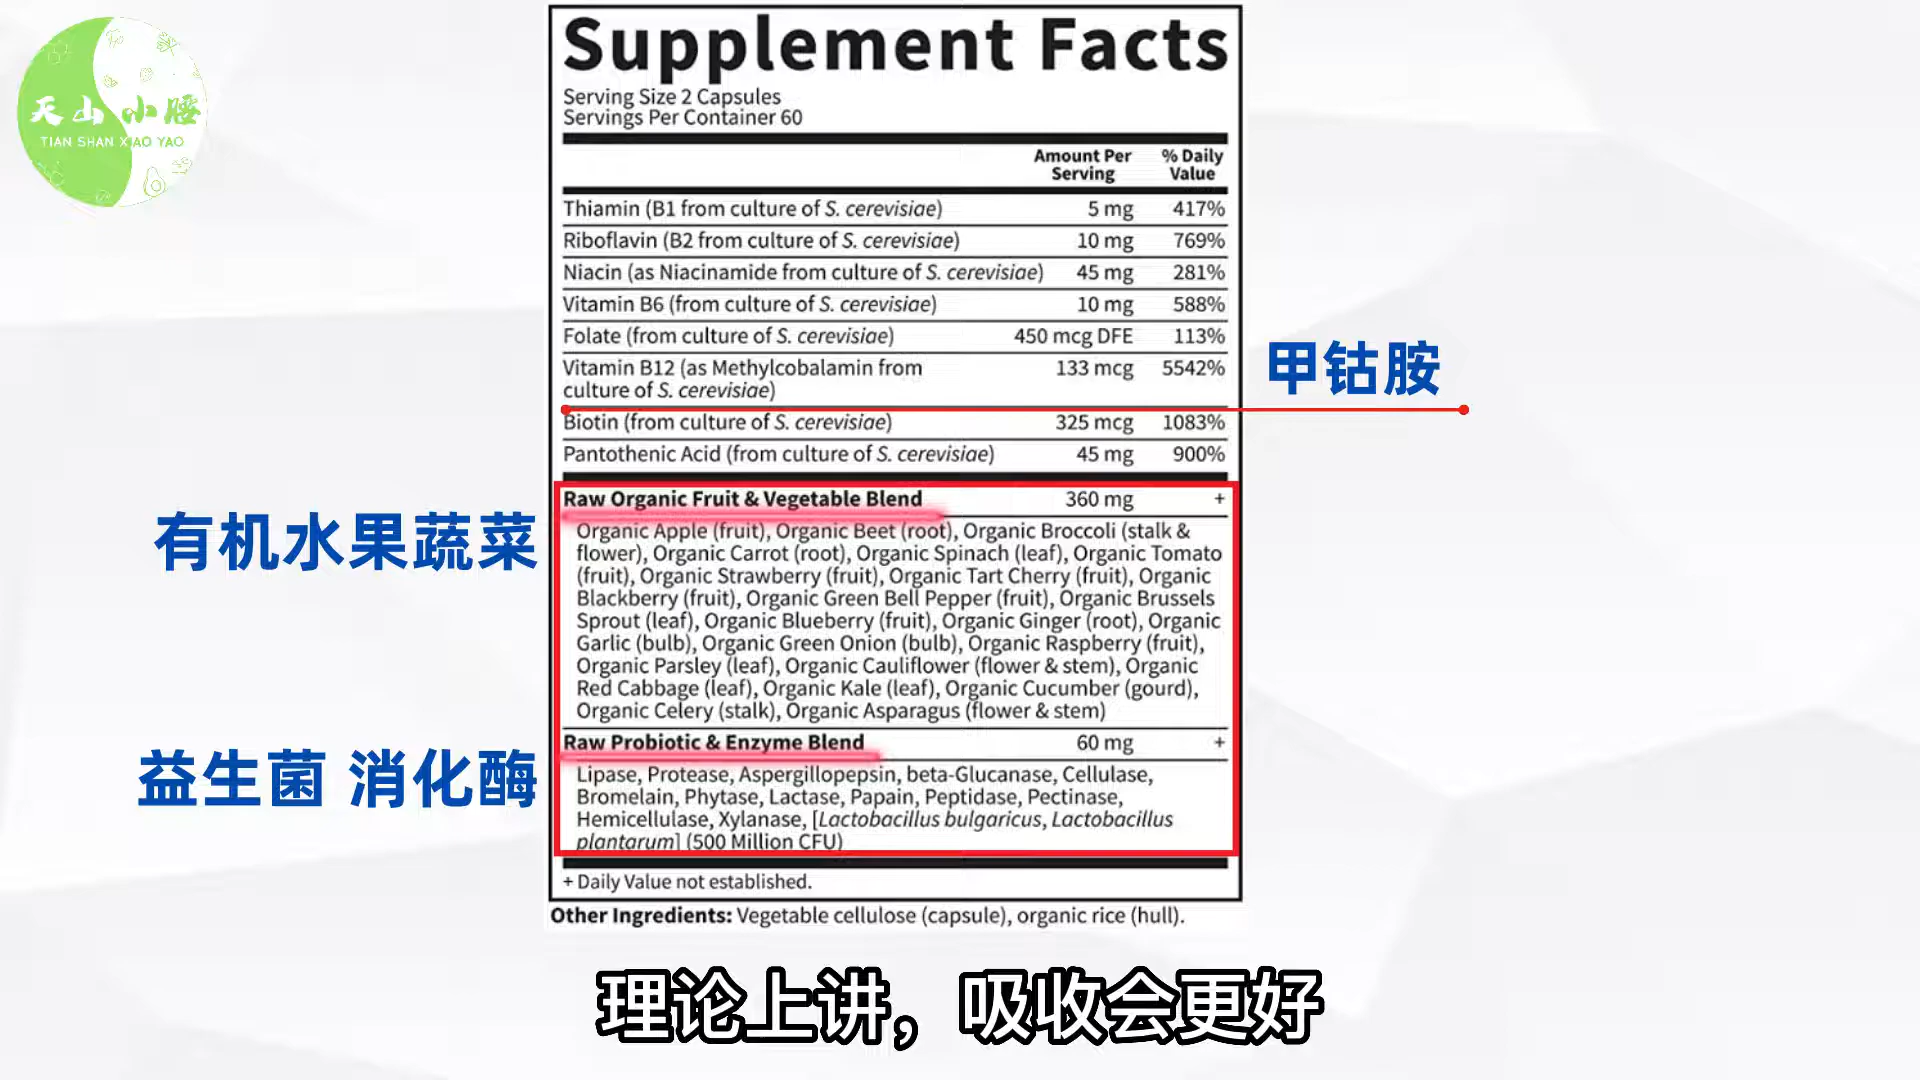 天山小腰
TIAN SHAN XIAO YAO
Supplement Facts
Serving Size 2 Capsules
Servings Per Container 60
Amount Per Serving
% Daily Value
Thiamin (B1 from culture of S. cerevisiae) 5 mg 417%
Riboflavin (B2 from culture of S. cerevisiae) 10 mg 769%
Niacin (as Niacinamide from culture of S. cerevisiae) 45 mg 281%
Vitamin B6 (from culture of S. cerevisiae) 10 mg 588%
Folate (from culture of S. cerevisiae) 450 mcg DFE 113%
Vitamin B12 (as Methylcobalamin from 133 mcg 5542%
culture of S. cerevisiae)
甲钴胺
Biotin (from culture of S. cerevisiae) 325 mcg 1083%
Pantothenic Acid (from culture of S. cerevisiae) 45 mg 900%
Raw Organic Fruit & Vegetable Blend 360 mg +
有机水果蔬菜
Organic Apple (fruit), Organic Beet (root), Organic Broccoli (stalk &
flower), Organic Carrot (root), Organic Spinach (leaf), Organic Tomato
(fruit), Organic Strawberry (fruit), Organic Tart Cherry (fruit), Organic
Blackberry (fruit), Organic Green Bell Pepper (fruit), Organic Brussels
Sprout (leaf), Organic Blueberry (fruit), Organic Ginger (root), Organic
Garlic (bulb), Organic Green Onion (bulb), Organic Raspberry (fruit),
Organic Parsley (leaf), Organic Cauliflower (flower & stem), Organic
Red Cabbage (leaf), Organic Kale (leaf), Organic Cucumber (gourd),
Organic Celery (stalk), Organic Asparagus (flower & stem)
Raw Probiotic & Enzyme Blend 60 mg +
益生菌 消化酶
Lipase, Protease, Aspergillopepsin, beta-Glucanase, Cellulase,
Bromelain, Phytase, Lactase, Papain, Peptidase, Pectinase,
Hemicellulase, Xylanase, [Lactobacillus bulgaricus, Lactobacillus
plantarum] (500 Million CFU)
+ Daily Value not established.
Other Ingredients: Vegetable cellulose (capsule), organic rice (hull).
理论上讲，吸收会更好